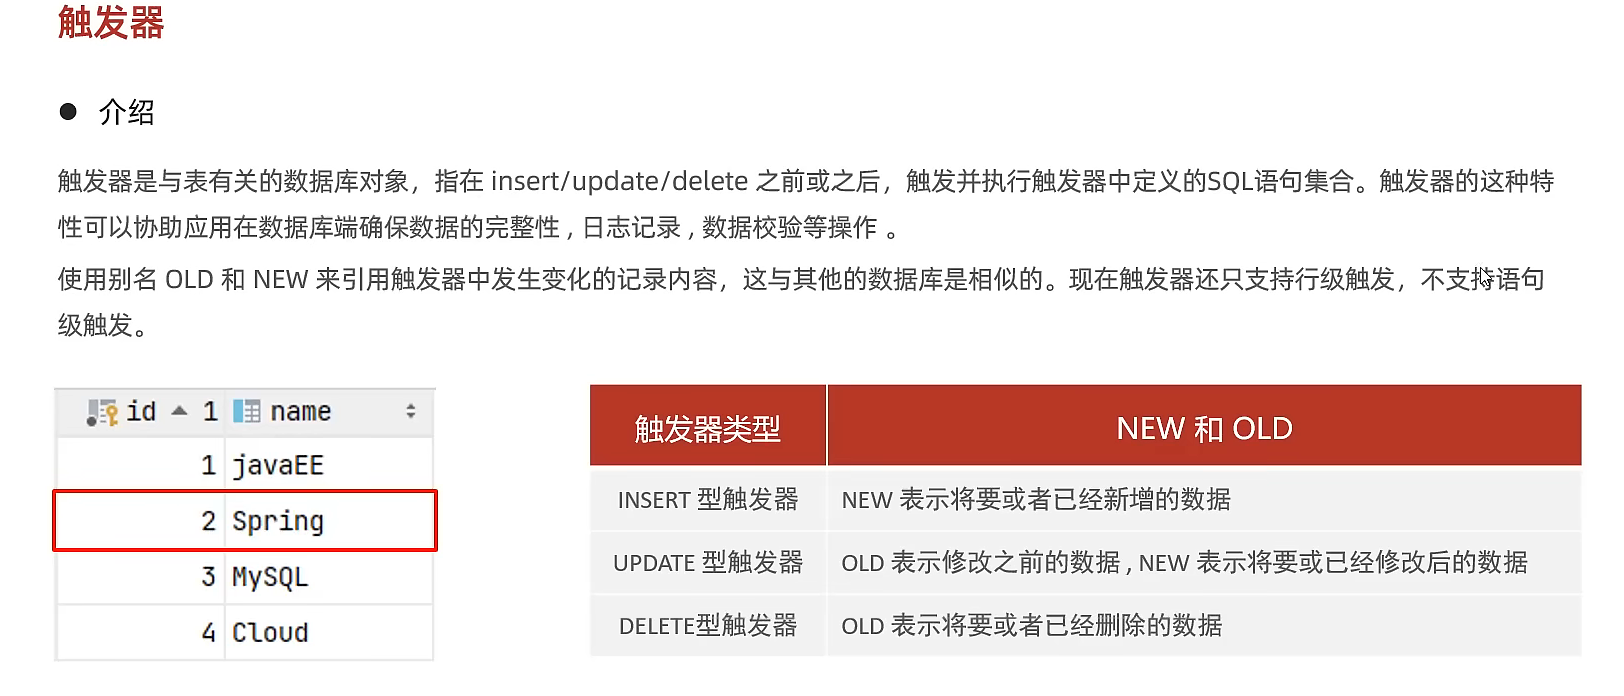 触发器
● 介绍
触发器是与表有关的数据库对象，指在 insert/update/delete 之前或之后，触发并执行触发器中定义的SQL语句集合。触发器的这种特
性可以协助应用在数据库端确保数据的完整性 , 日志记录 , 数据校验等操作 。
使用别名 OLD 和 NEW 来引用触发器中发生变化的记录内容，这与其他的数据库是相似的。现在触发器还只支持行级触发，不支持语句
级触发。
id 1 name
1 javaEE
2 Spring
3 MySQL
4 Cloud
触发器类型 NEW 和 OLD
INSERT 型触发器 NEW 表示将要或者已经新增的数据
UPDATE 型触发器 OLD 表示修改之前的数据 , NEW 表示将要或已经修改后的数据
DELETE型触发器 OLD 表示将要或者已经删除的数据